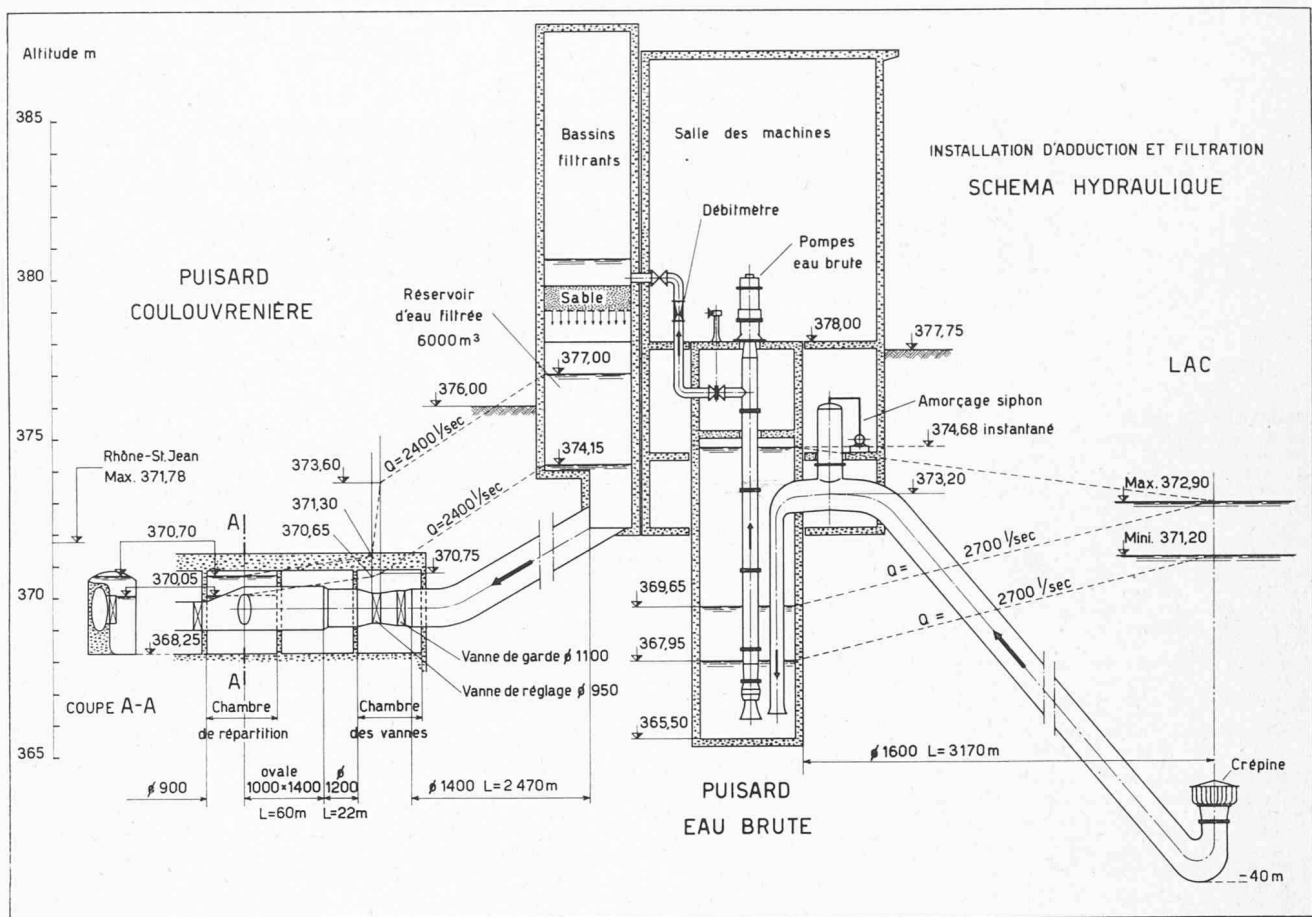 Altitude m
385
380
375
370
365
INSTALLATION D'ADDUCTION ET FILTRATION
SCHEMA HYDRAULIQUE
PUISARD
COULOUVRENIÈRE
Bassins
filtrants
Salle des machines
Débitmètre
Pompes
eau brute
Sable
Réservoir
d'eau filtrée
6000 m³
377,00
376,00
374,15
378,00
377,75
LAC
Amorçage siphon
374,68 instantané
373,20
Max. 372,90
Mini. 371,20
Q = 2700 l/sec
Q = 2700 l/sec
Q = 2400 l/sec
Q = 2400 l/sec
Rhône-St. Jean
Max. 371,78
373,60
371,30
370,65
370,75
370,70
370,05
368,25
A
A
COUPE A-A
Vanne de garde ϕ 1100
Vanne de réglage ϕ 950
Chambre
de répartition
Chambre
des vannes
ϕ 900
ovale
1000×1400
L=60m
ϕ
1200
L=22m
ϕ 1400 L= 2 470 m
369,65
367,95
365,50
PUISARD
EAU BRUTE
ϕ 1600 L= 3170 m
Crépine
-40 m